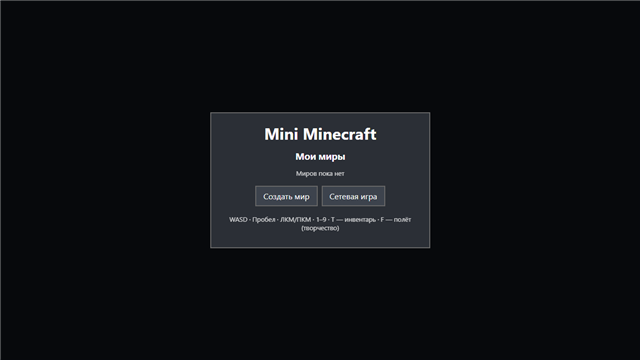 Mini Minecraft
Мои миры
Миров пока нет
Создать мир
Сетевая игра
WASD · Пробел · ЛКМ/ПКМ · 1–9 · T — инвентарь · F — полёт
(творчество)